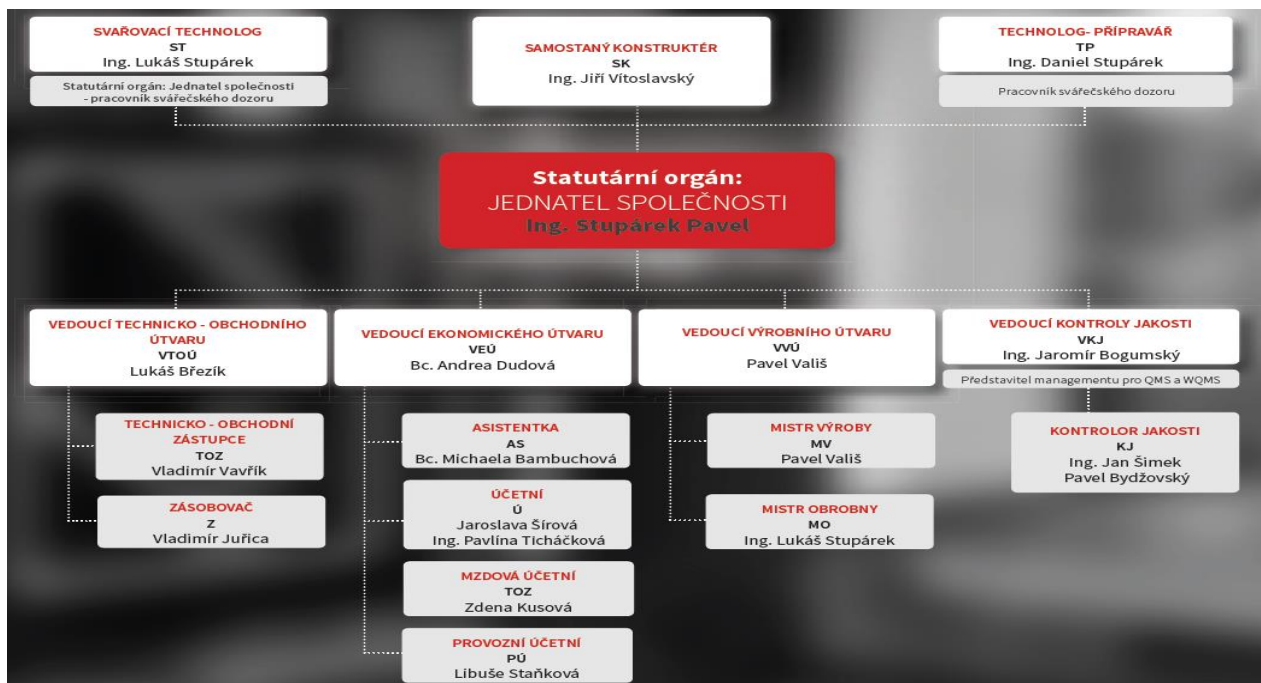 SVAŘOVACÍ TECHNOLOG
ST
Ing. Lukáš Stupárek
Statutární orgán: Jednatel společnosti
- pracovník svářečského dozoru
SAMOSTANÝ KONSTRUKTÉR
SK
Ing. Jiří Vítoslavský
TECHNOLOG- PŘÍPRAVÁŘ
TP
Ing. Daniel Stupárek
Pracovník svářečského dozoru
Statutární orgán:
JEDNATEL SPOLEČNOSTI
Ing. Stupárek Pavel
VEDOUCÍ TECHNICKO - OBCHODNÍHO
ÚTVARU
VTOÚ
Lukáš Březík
VEDOUCÍ EKONOMICKÉHO ÚTVARU
VEÚ
Bc. Andrea Dudová
VEDOUCÍ VÝROBNÍHO ÚTVARU
VVÚ
Pavel Vališ
VEDOUCÍ KONTROLY JAKOSTI
VKJ
Ing. Jaromír Bogumský
Představitel managementu pro QMS a WQMS
TECHNICKO - OBCHODNÍ
ZÁSTUPCE
TOZ
Vladimír Vavřík
ZÁSOBOVAČ
Z
Vladimír Juřica
ASISTENTKA
AS
Bc. Michaela Bambuchová
ÚČETNÍ
Ú
Jaroslava Šírová
Ing. Pavlína Ticháčková
MZDOVÁ ÚČETNÍ
TOZ
Zdena Kusová
PROVOZNÍ ÚČETNÍ
PÚ
Libuše Staňková
MISTR VÝROBY
MV
Pavel Vališ
MISTR OBROBNY
MO
Ing. Lukáš Stupárek
KONTROLOR JAKOSTI
KJ
Ing. Jan Šimek
Pavel Bydžovský